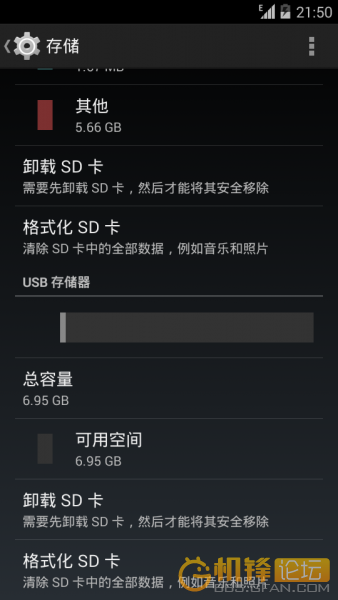 E 21:50
存储
1.07 MB
其他
5.66 GB
卸载 SD 卡
需要先卸载 SD 卡，然后才能将其安全移除
格式化 SD 卡
清除 SD 卡中的全部数据，例如音乐和照片
USB 存储器
总容量
6.95 GB
可用空间
6.95 GB
卸载 SD 卡
需要先卸载 SD 卡，然后才能将其安全移除
格式化 SD 卡
清除 SD 卡中的全部数据，例如音乐和照片
机锋论坛
BBS.GFAN.COM